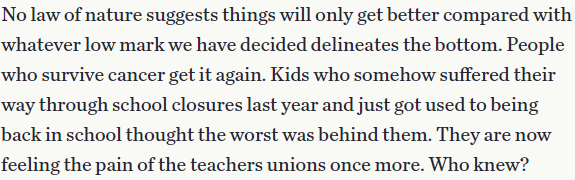 No law of nature suggests things will only get better compared with
whatever low mark we have decided delineates the bottom. People
who survive cancer get it again. Kids who somehow suffered their
way through school closures last year and just got used to being
back in school thought the worst was behind them. They are now
feeling the pain of the teachers unions once more. Who knew?